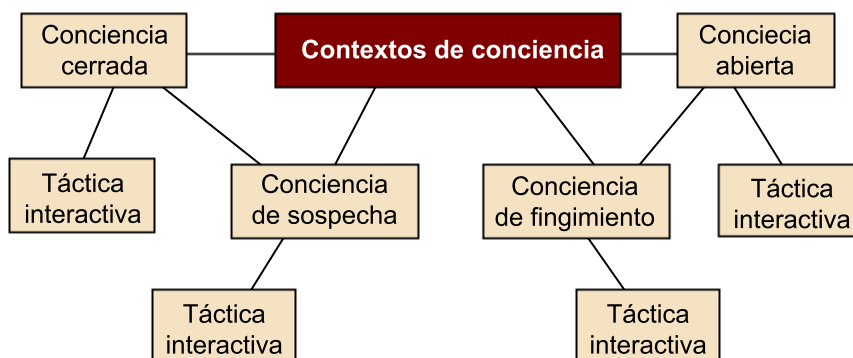 Conciencia
cerrada
Contextos de conciencia
Conciecia
abierta
Táctica
interactiva
Conciencia
de sospecha
Conciencia
de fingimiento
Táctica
interactiva
Táctica
interactiva
Táctica
interactiva